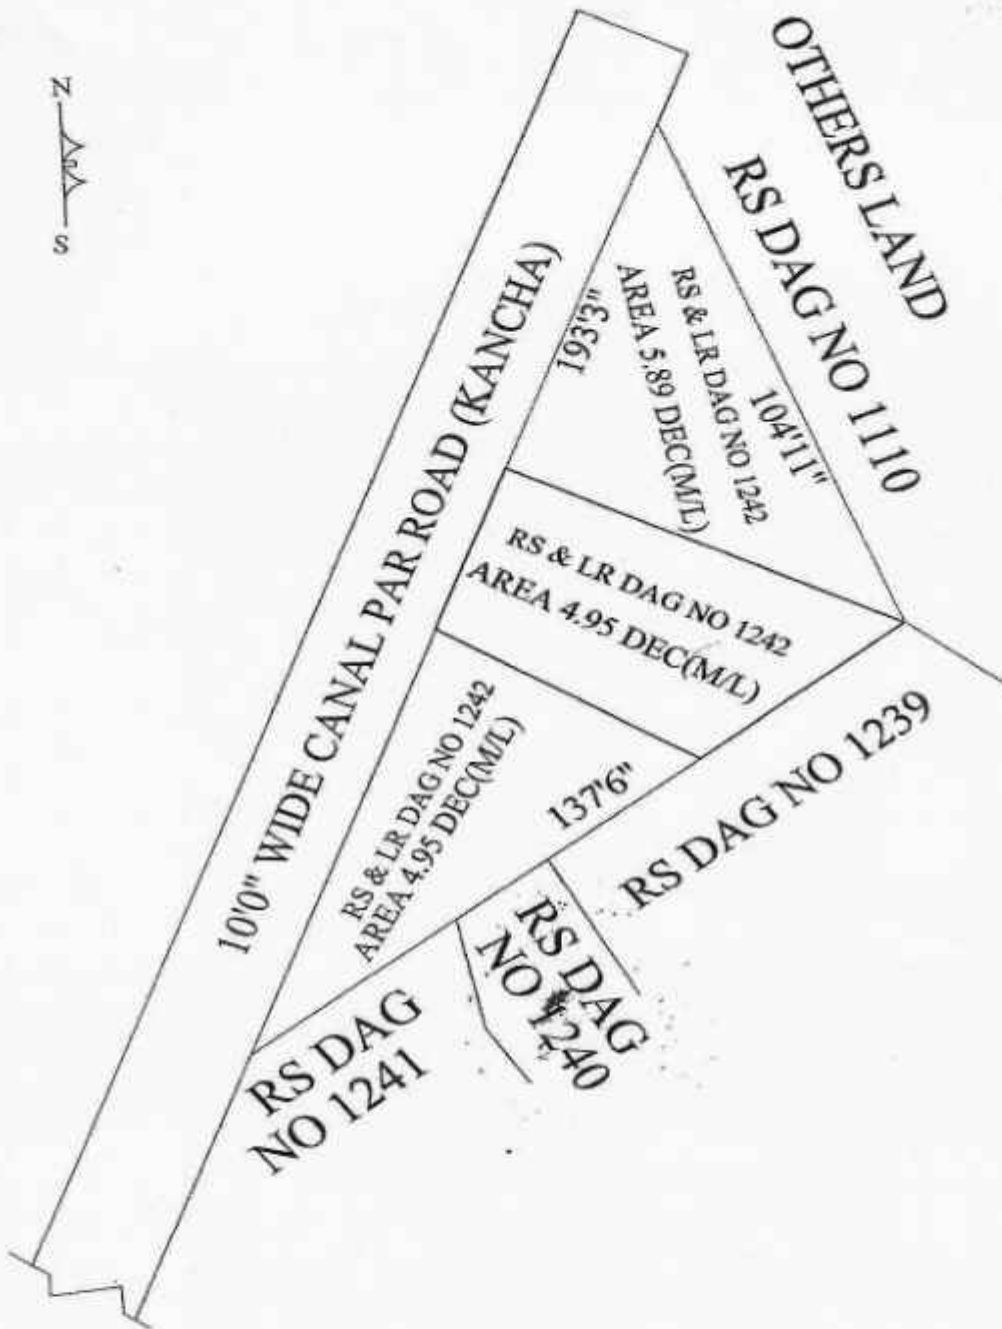 N
S
OTHERS LAND
RS DAG NO 1110
104'11"
RS & LR DAG NO 1242
AREA 5.89 DEC(M/L)
193'3"
10'0" WIDE CANAL PAR ROAD (KANCHA)
RS & LR DAG NO 1242
AREA 4.95 DEC(M/L)
RS & LR DAG NO 1242
AREA 4.95 DEC(M/L)
137'6"
RS DAG NO 1239
RS DAG
NO 1240
RS DAG
NO 1241